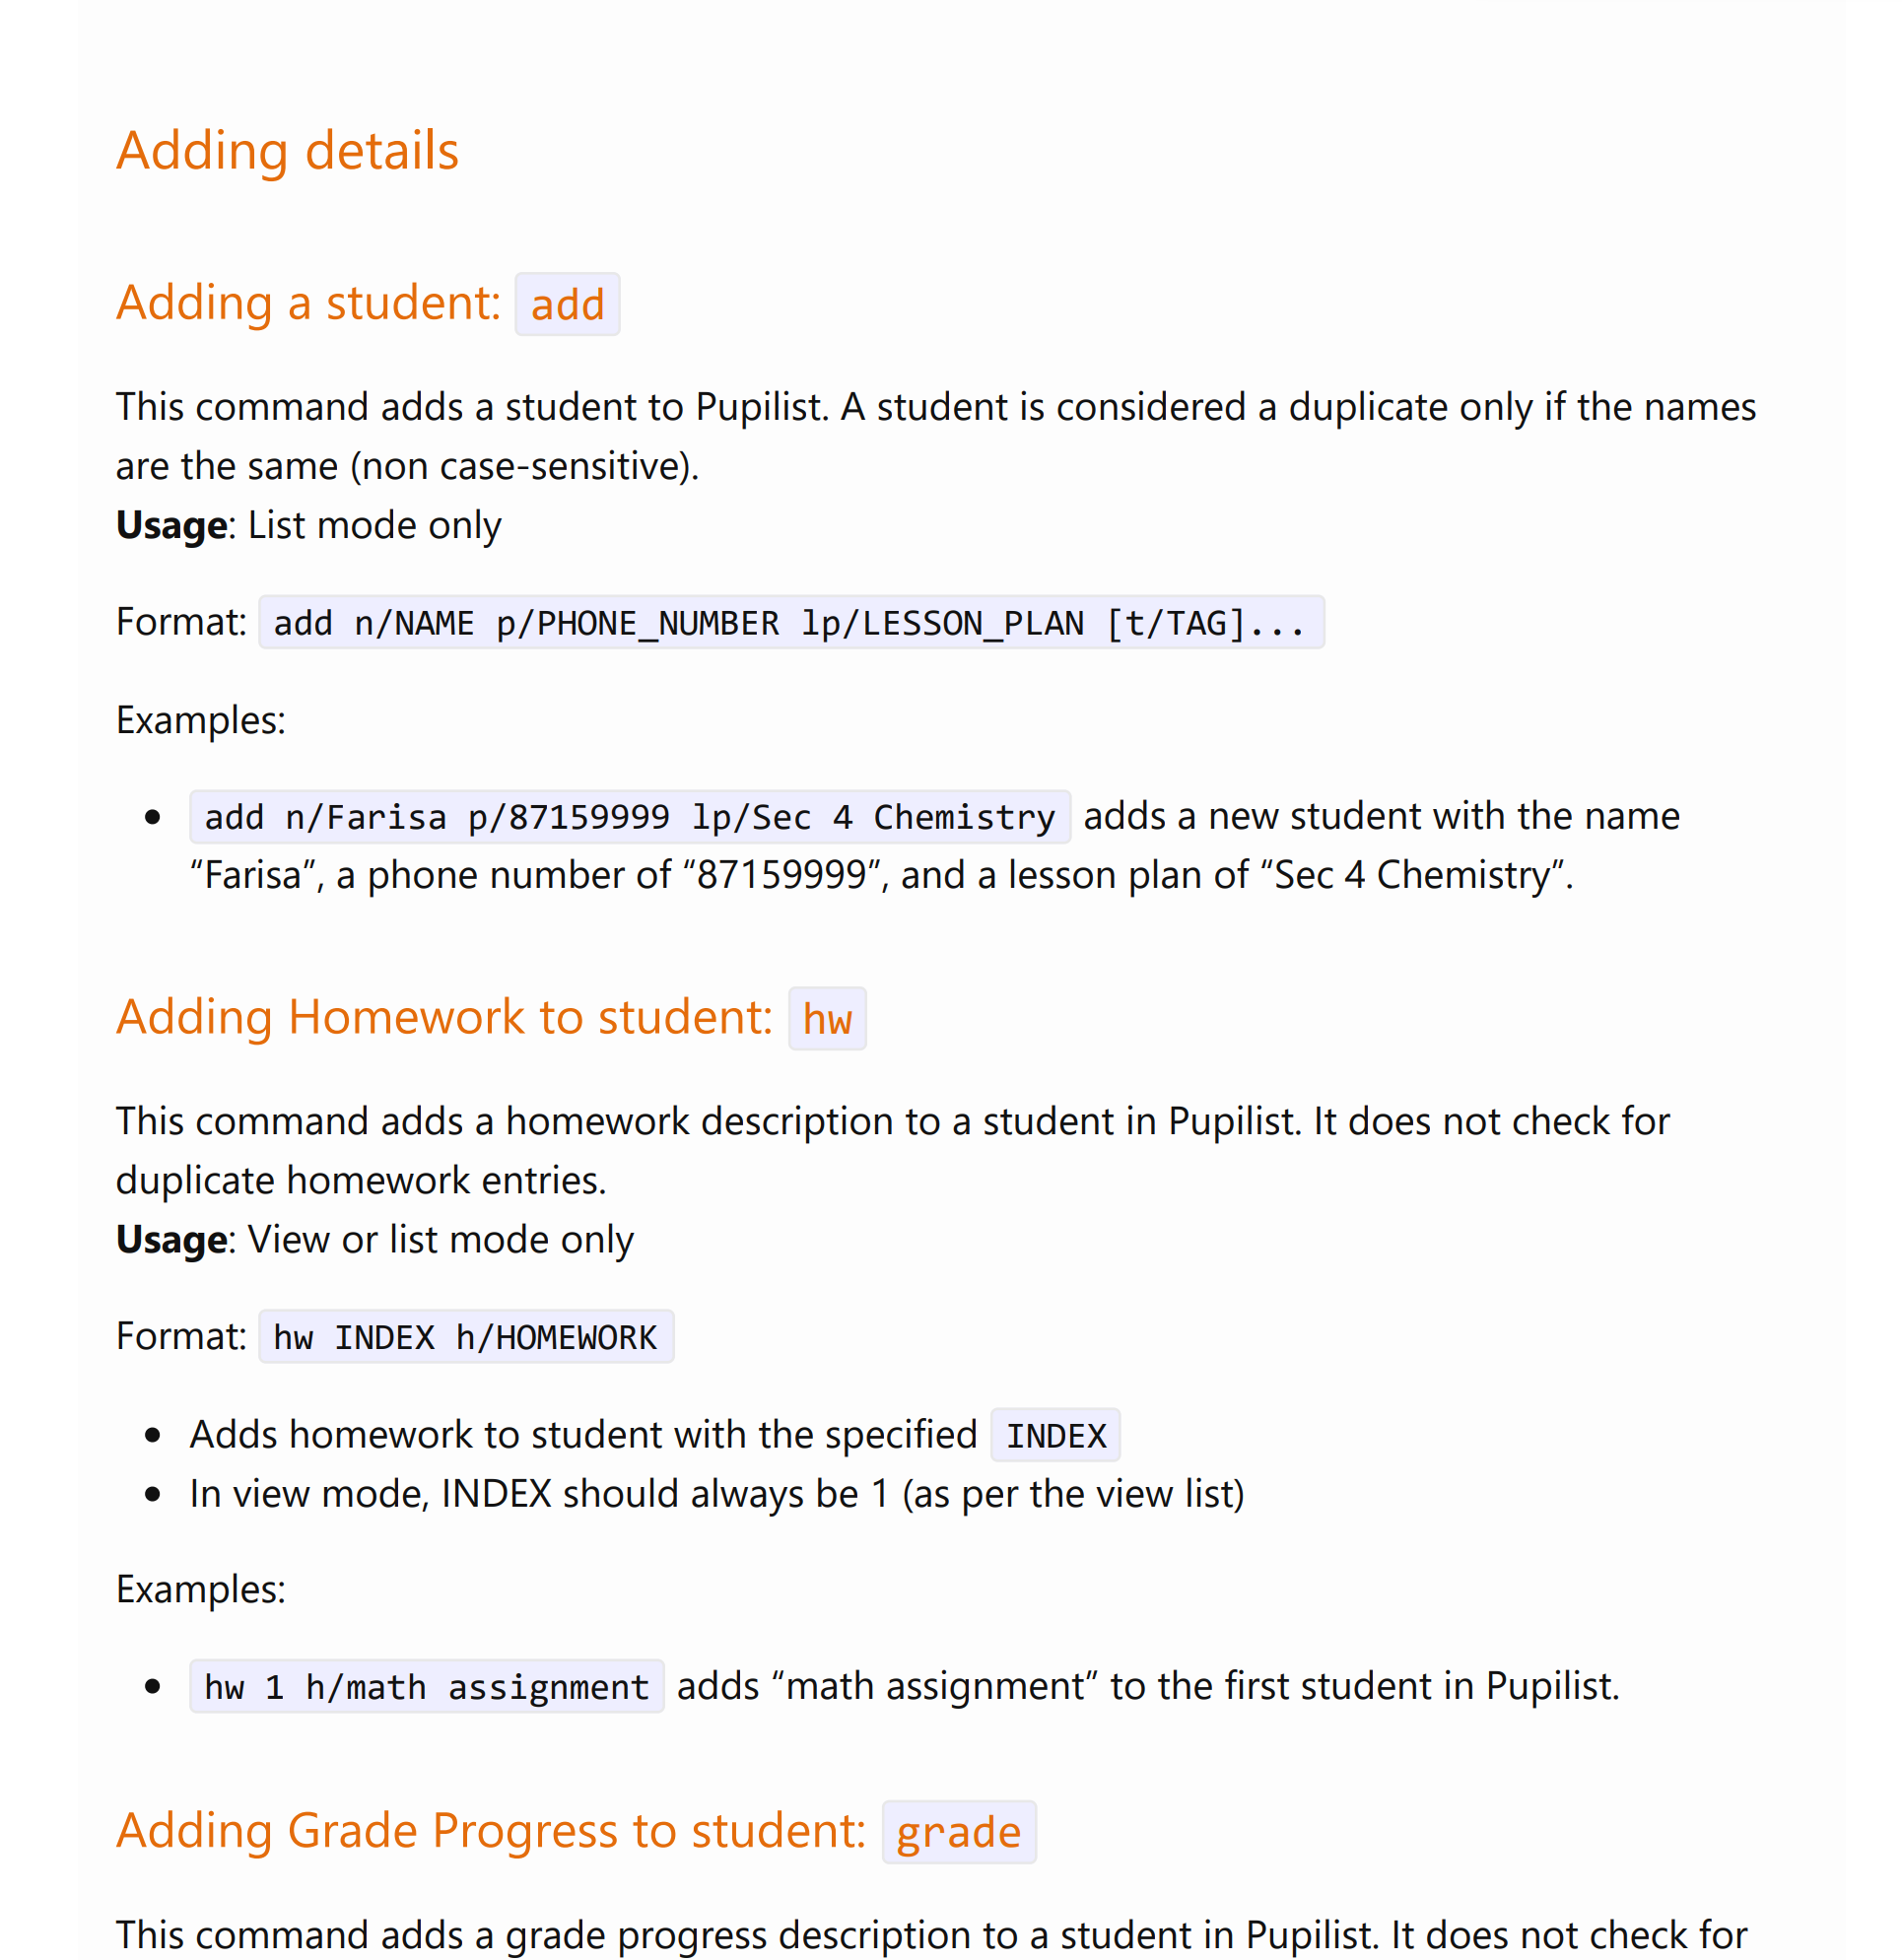 Adding details
Adding a student: add
This command adds a student to Pupilist. A student is considered a duplicate only if the names
are the same (non case-sensitive).
Usage: List mode only
Format: add n/NAME p/PHONE_NUMBER lp/LESSON_PLAN [t/TAG]...
Examples:
• add n/Farisa p/87159999 lp/Sec 4 Chemistry adds a new student with the name
“Farisa”, a phone number of “87159999”, and a lesson plan of “Sec 4 Chemistry”.
Adding Homework to student: hw
This command adds a homework description to a student in Pupilist. It does not check for
duplicate homework entries.
Usage: View or list mode only
Format: hw INDEX h/HOMEWORK
• Adds homework to student with the specified INDEX
• In view mode, INDEX should always be 1 (as per the view list)
Examples:
• hw 1 h/math assignment adds “math assignment” to the first student in Pupilist.
Adding Grade Progress to student: grade
This command adds a grade progress description to a student in Pupilist. It does not check for